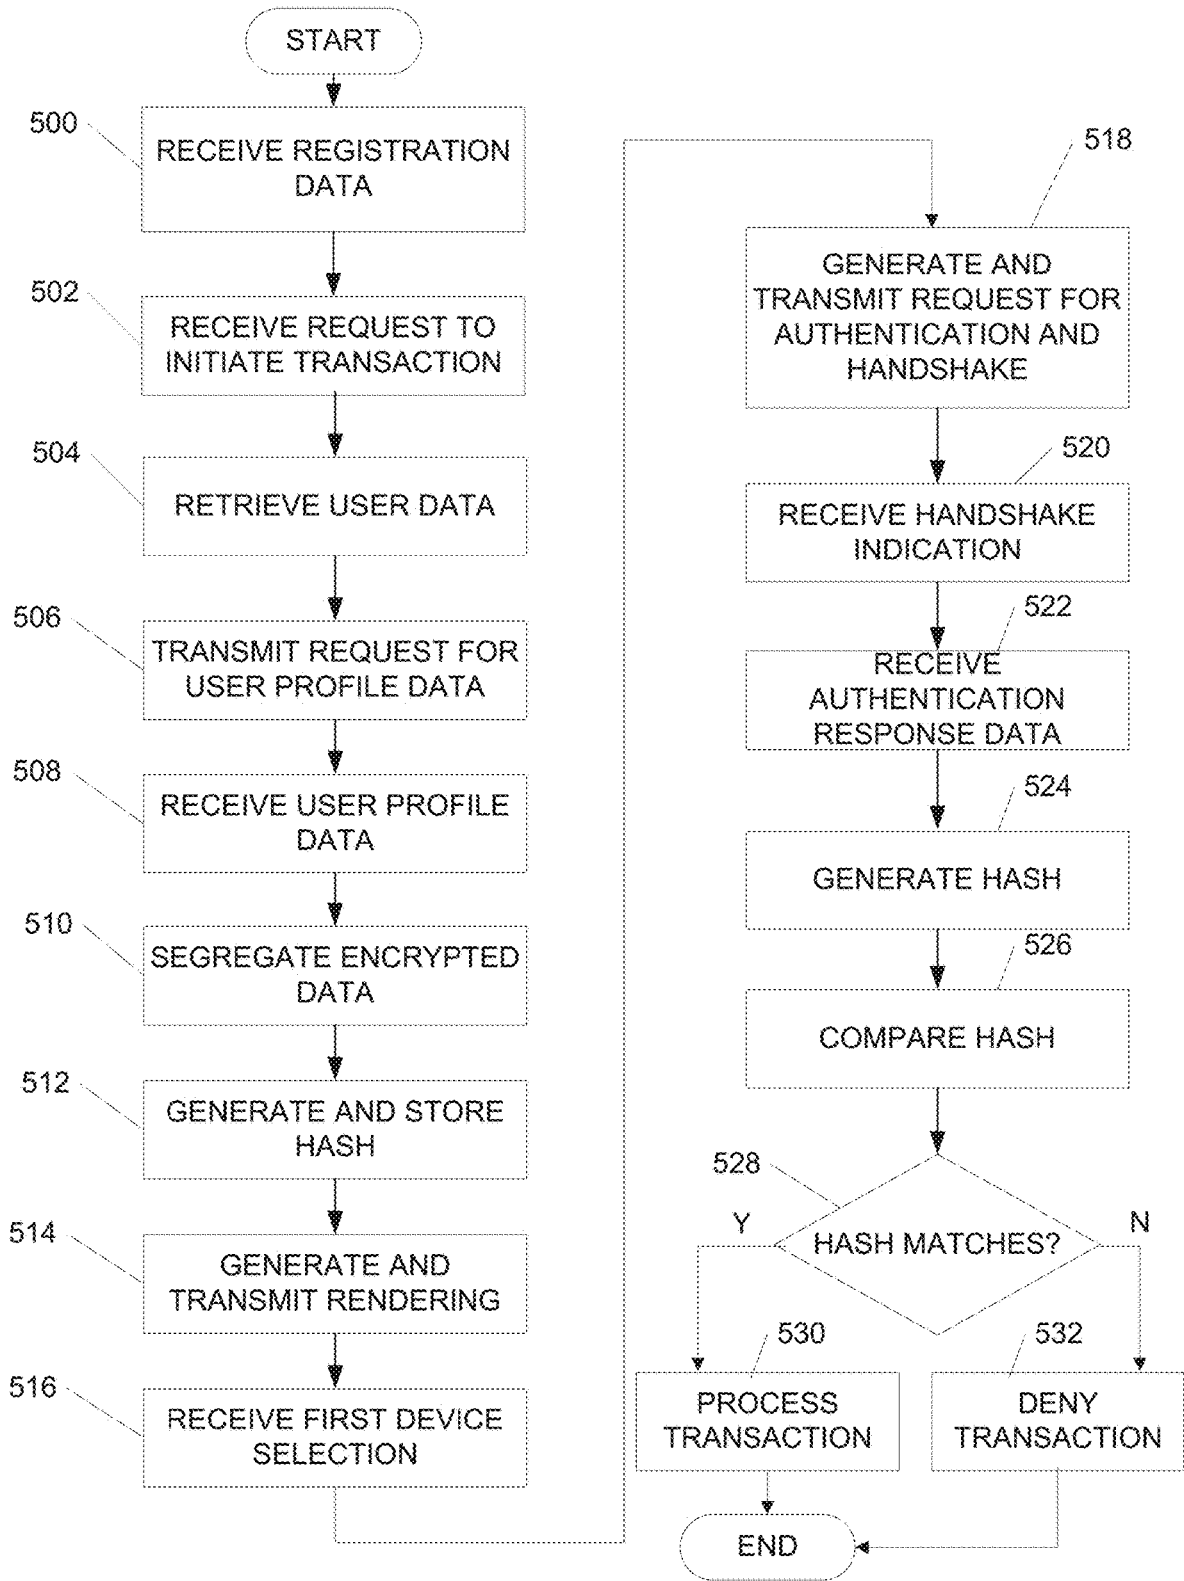 START
500
RECEIVE REGISTRATION
DATA
502
RECEIVE REQUEST TO
INITIATE TRANSACTION
504
RETRIEVE USER DATA
506
TRANSMIT REQUEST FOR
USER PROFILE DATA
508
RECEIVE USER PROFILE
DATA
510
SEGREGATE ENCRYPTED
DATA
512
GENERATE AND STORE
HASH
514
GENERATE AND
TRANSMIT RENDERING
516
RECEIVE FIRST DEVICE
SELECTION
518
GENERATE AND
TRANSMIT REQUEST FOR
AUTHENTICATION AND
HANDSHAKE
520
RECEIVE HANDSHAKE
INDICATION
522
RECEIVE
AUTHENTICATION
RESPONSE DATA
524
GENERATE HASH
526
COMPARE HASH
528
HASH MATCHES?
Y
N
530
PROCESS
TRANSACTION
532
DENY
TRANSACTION
END